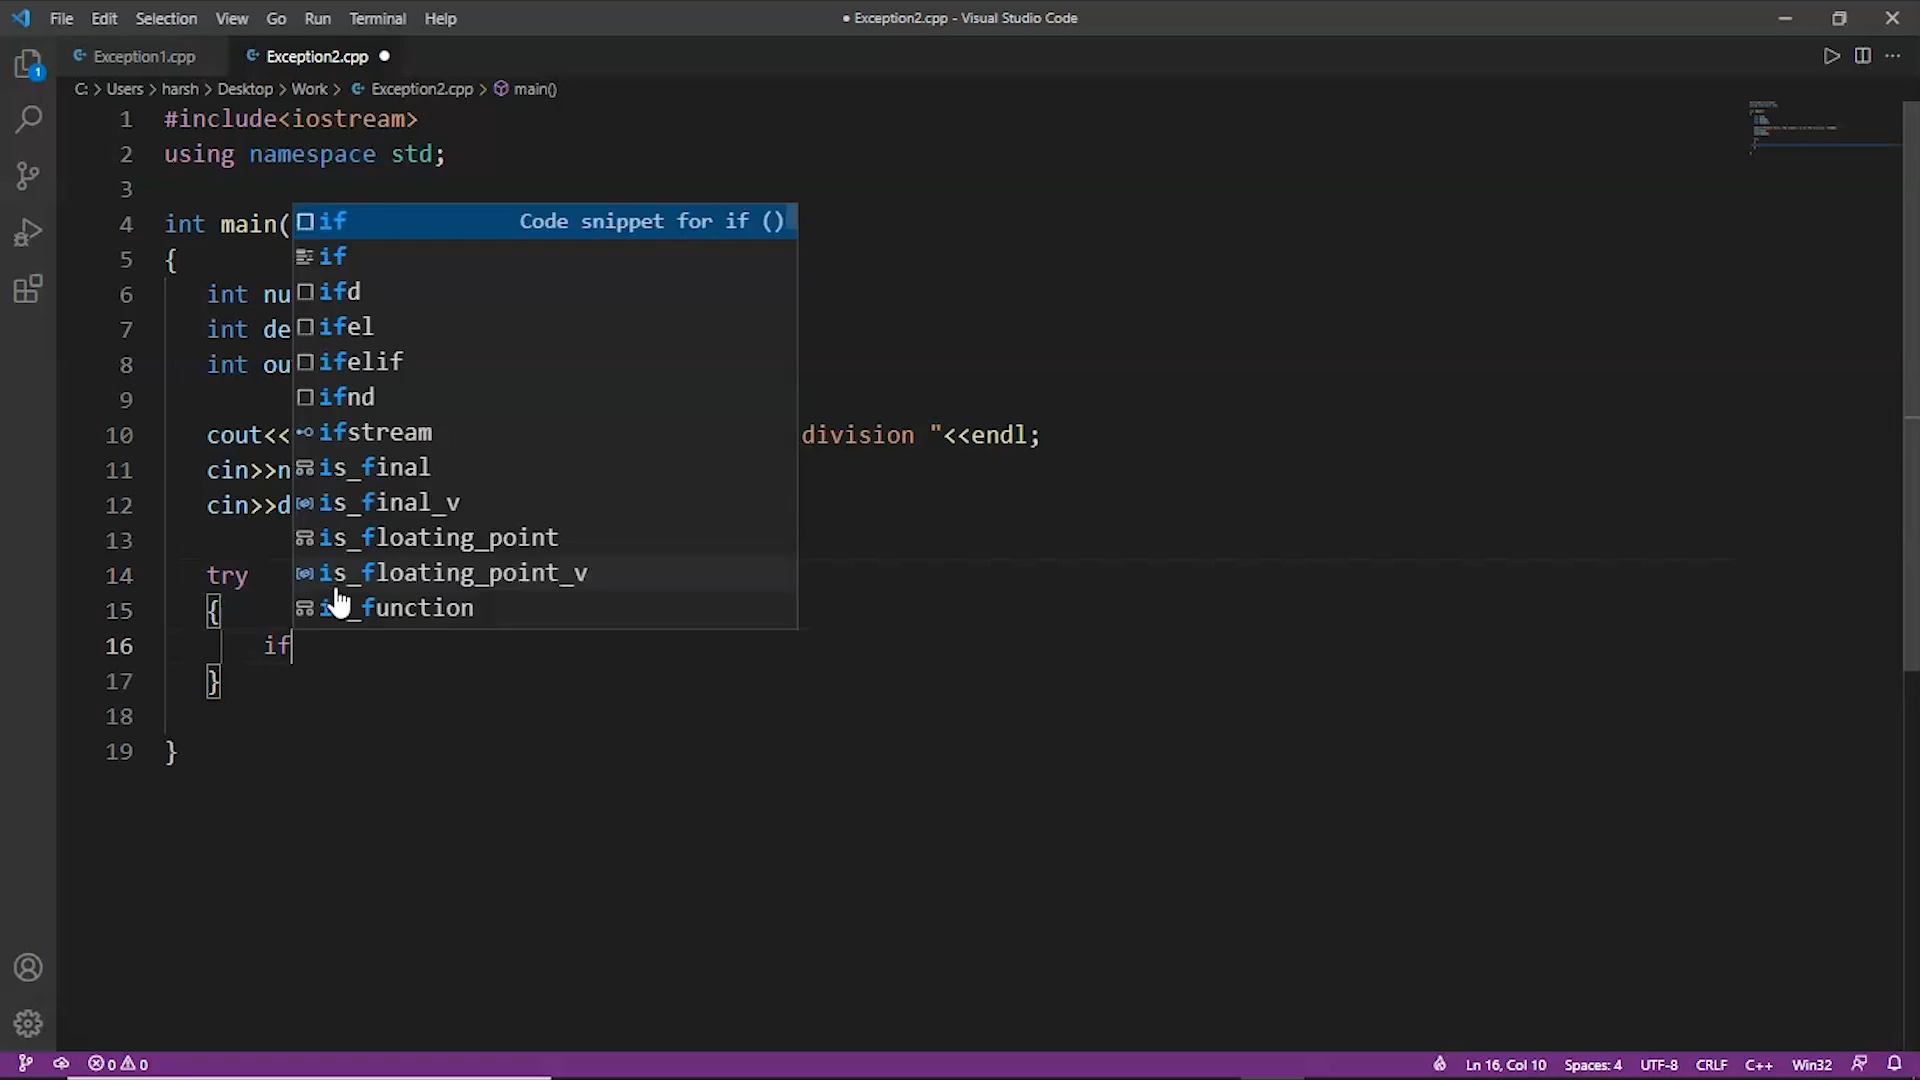 File Edit Selection View Go Run Terminal Help
● Exception2.cpp - Visual Studio Code
Exception1.cpp Exception2.cpp ●
C: > Users > harsh > Desktop > Work > Exception2.cpp > main()
1 #include<iostream>
2 using namespace std;
3
4 int main(
5 {
6 int nu
7 int de
8 int ou
9
10 cout<< division "<<endl;
11 cin>>n
12 cin>>d
13
14 try
15 {
16 if
17 }
18
19 }
if Code snippet for if ()
if
ifd
ifel
ifelif
ifnd
ifstream
is_final
is_final_v
is_floating_point
is_floating_point_v
is_function
1
0 0
Ln 16, Col 10 Spaces: 4 UTF-8 CRLF C++ Win32